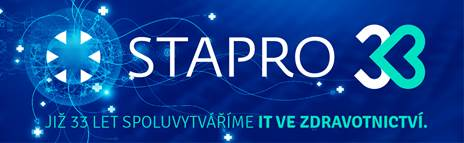 STAPRO 33
JIŽ 33 LET SPOLUVYTVÁŘÍME IT VE ZDRAVOTNICTVÍ.